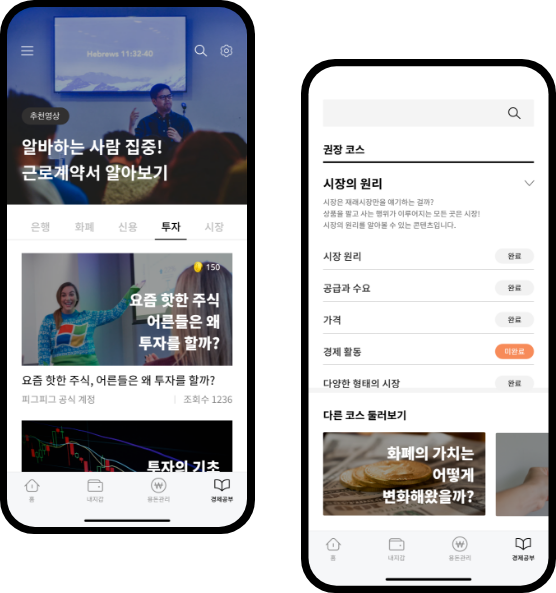 Hebrews 11:32-40
추천영상
알바하는 사람 집중!
근로계약서 알아보기
은행 화폐 신용 투자 시장
150
요즘 핫한 주식
어른들은 왜
투자를 할까?
요즘 핫한 주식, 어른들은 왜 투자를 할까?
피그피그 공식 계정 조회수 1236
투자의 기초
홈 내지갑 용돈관리 경제공부
권장 코스
시장의 원리
시장은 재래시장만을 얘기하는 걸까?
상품을 팔고 사는 행위가 이루어지는 모든 곳은 시장!
시장의 원리를 알아볼 수 있는 콘텐츠입니다.
시장 원리 완료
공급과 수요 완료
가격 완료
경제 활동 미완료
다양한 형태의 시장 완료
다른 코스 둘러보기
화폐의 가치는
어떻게
변화해왔을까?
홈 내지갑 용돈관리 경제공부